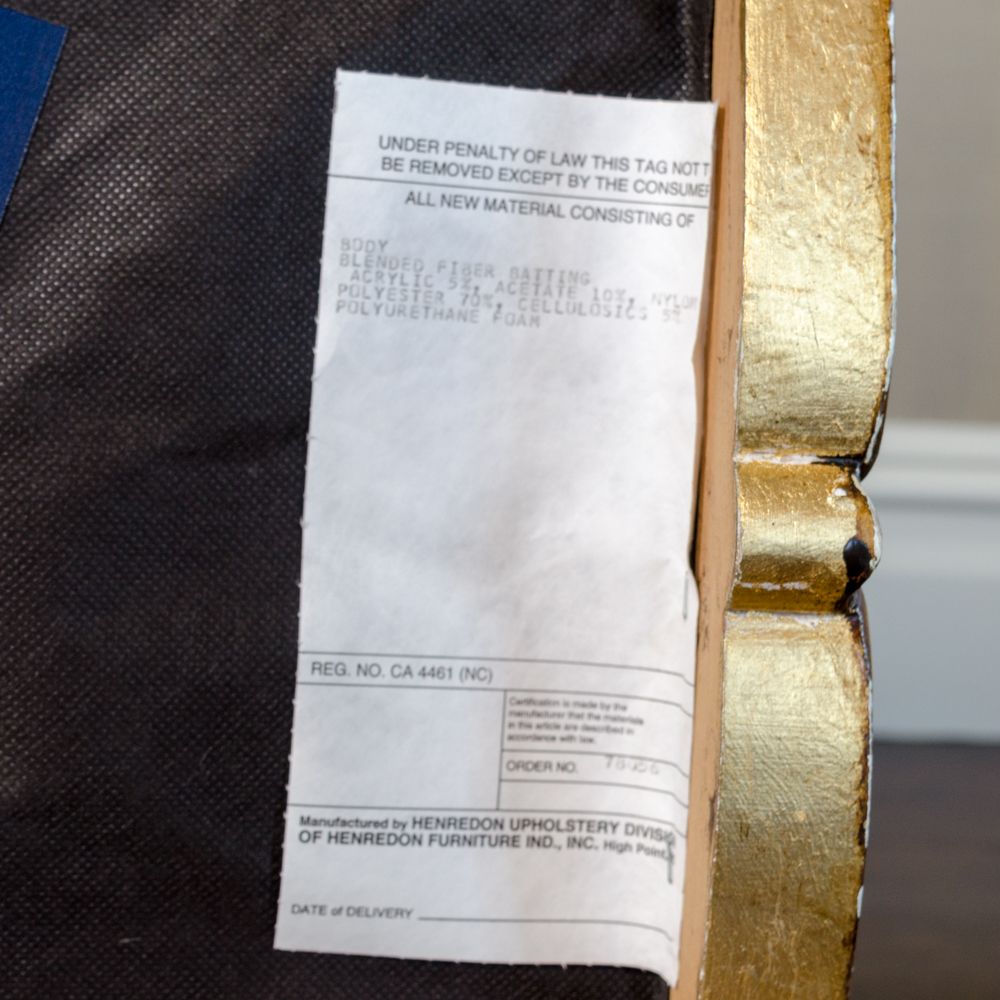 UNDER PENALTY OF LAW THIS TAG NOT T
BE REMOVED EXCEPT BY THE CONSUMER
ALL NEW MATERIAL CONSISTING OF
BODY
BLENDED FIBER BATTING
ACRYLIC 5%, ACETATE 10%, NYLON
POLYESTER 70%, CELLULOSICS 5%
POLYURETHANE FOAM
REG. NO. CA 4461 (NC)
Certification is made by the
manufacturer that the materials
in this article are described in
accordance with law.
ORDER NO.
Manufactured by HENREDON UPHOLSTERY DIVISIO
OF HENREDON FURNITURE IND., INC. High Point,
DATE of DELIVERY